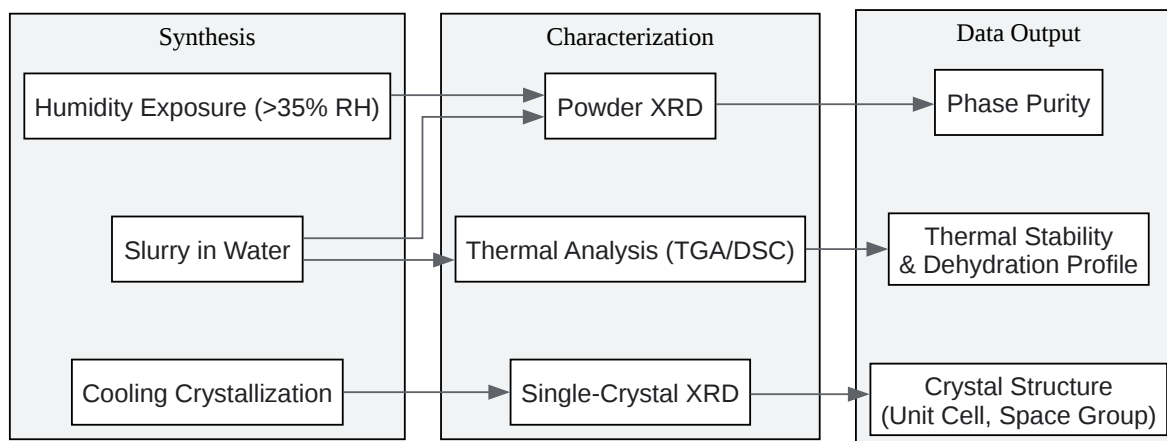 Synthesis
Humidity Exposure (>35% RH)
Slurry in Water
Cooling Crystallization
Characterization
Powder XRD
Thermal Analysis (TGA/DSC)
Single-Crystal XRD
Data Output
Phase Purity
Thermal Stability
& Dehydration Profile
Crystal Structure
(Unit Cell, Space Group)